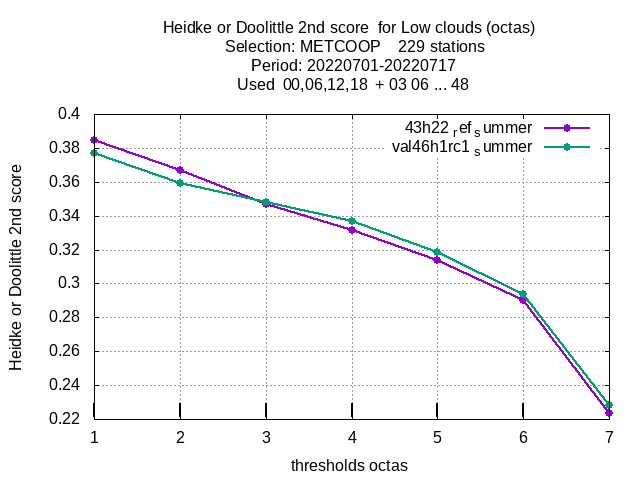 Heidke or Doolittle 2nd score  for Low clouds (octas)
Selection: METCOOP    229 stations
Period: 20220701-20220717
Used  00,06,12,18  + 03 06 ... 48
43h22 ref summer
val46h1rc1 summer
Heidke or Doolittle 2nd score
0.4
0.38
0.36
0.34
0.32
0.3
0.28
0.26
0.24
0.22
1 2 3 4 5 6 7
thresholds octas